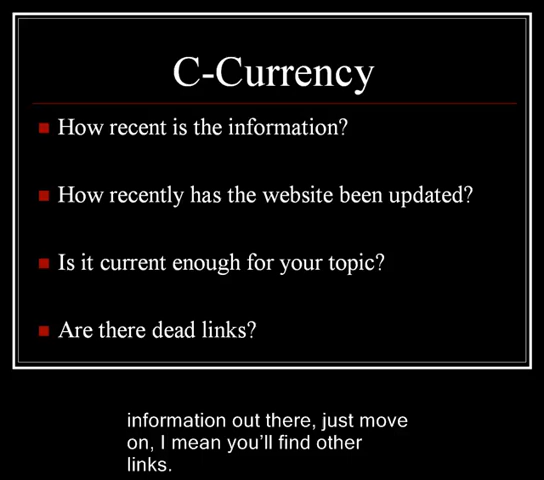 C-Currency
How recent is the information?
How recently has the website been updated?
Is it current enough for your topic?
Are there dead links?
information out there, just move
on, I mean you'll find other
links.